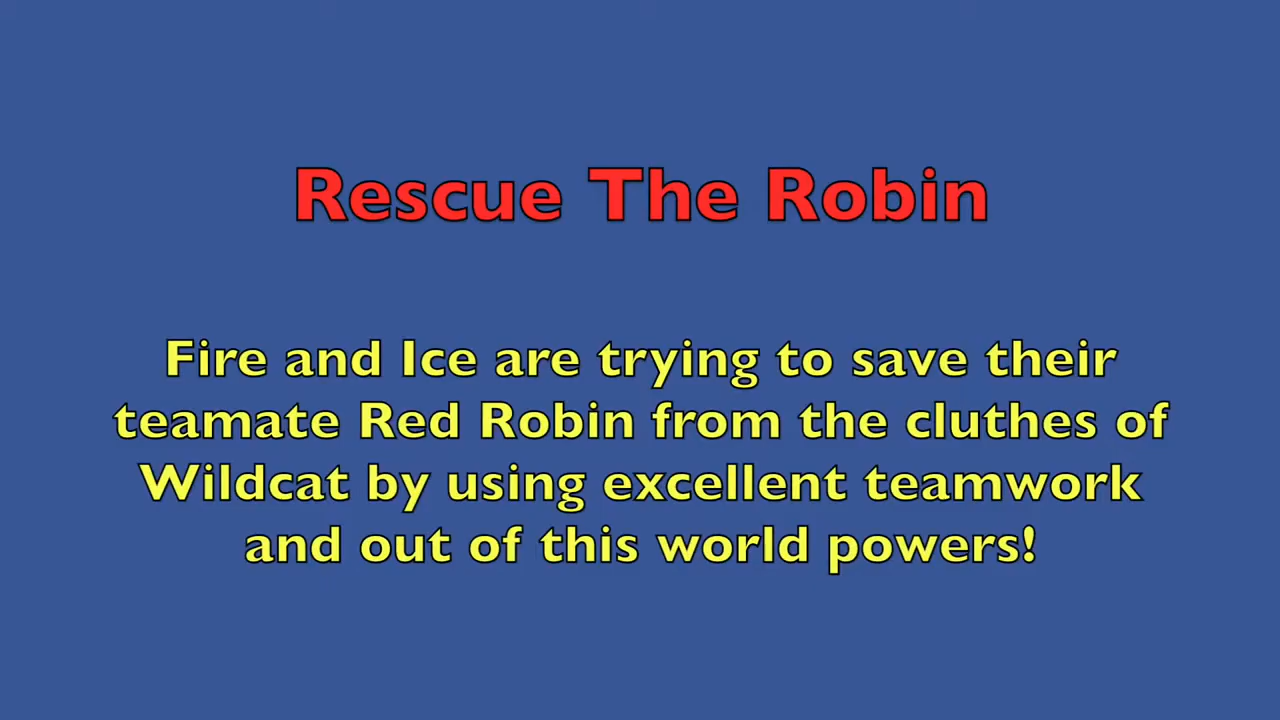 Rescue The Robin
Fire and Ice are trying to save their
teamate Red Robin from the cluthes of
Wildcat by using excellent teamwork
and out of this world powers!